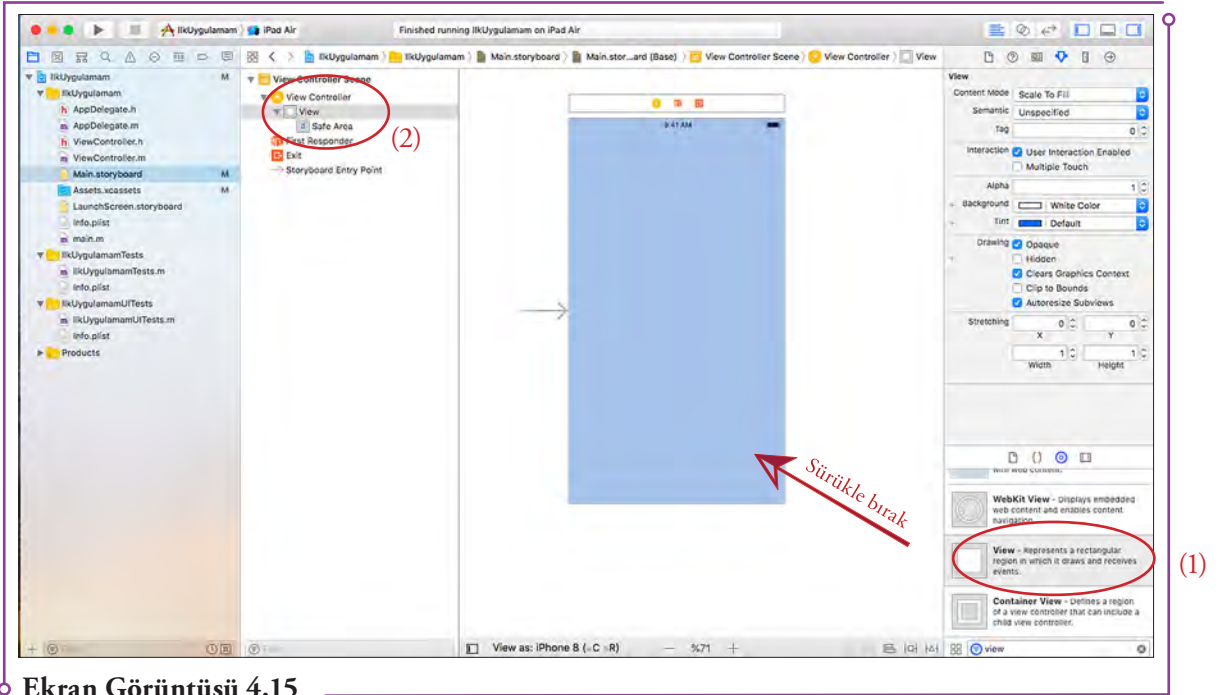 IlkUygulamam
iPad Air
Finished running IlkUygulamam on iPad Air
IlkUygulamam
IlkUygulamam
Main.storyboard
Main.stor...ard (Base)
View Controller Scene
View Controller
View
IlkUygulamam M
IlkUygulamam
h AppDelegate.h
m AppDelegate.m
h ViewController.h
m ViewController.m
Main.storyboard M
Assets.xcassets M
LaunchScreen.storyboard
Info.plist
m main.m
IlkUygulamamTests
m IlkUygulamamTests.m
Info.plist
IlkUygulamamUITests
m IlkUygulamamUITests.m
Info.plist
Products
View Controller Scene
View Controller
View
Safe Area
First Responder
Exit
Storyboard Entry Point
(2)
9:41 AM
Sürükle bırak
View
Content Mode Scale To Fill
Semantic Unspecified
Tag 0
Interaction User Interaction Enabled
Multiple Touch
Alpha 1
Background White Color
Tint Default
Drawing Opaque
Hidden
Clears Graphics Context
Clip to Bounds
Autoresize Subviews
Stretching 0 0
X Y
1 1
Width Height
with web content.
WebKit View - Displays embedded
web content and enables content
navigation.
View - Represents a rectangular
region in which it draws and receives
events.
(1)
Container View - Defines a region
of a view controller that can include a
child view controller.
Filter
View as: iPhone 8 (wC hR)
%71
view
Ekran Görüntüsü 4.15